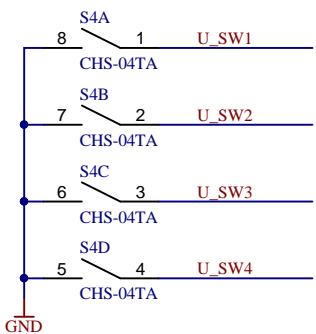 S4A
8 1 U_SW1
CHS-04TA
S4B
7 2 U_SW2
CHS-04TA
S4C
6 3 U_SW3
CHS-04TA
S4D
5 4 U_SW4
CHS-04TA
GND